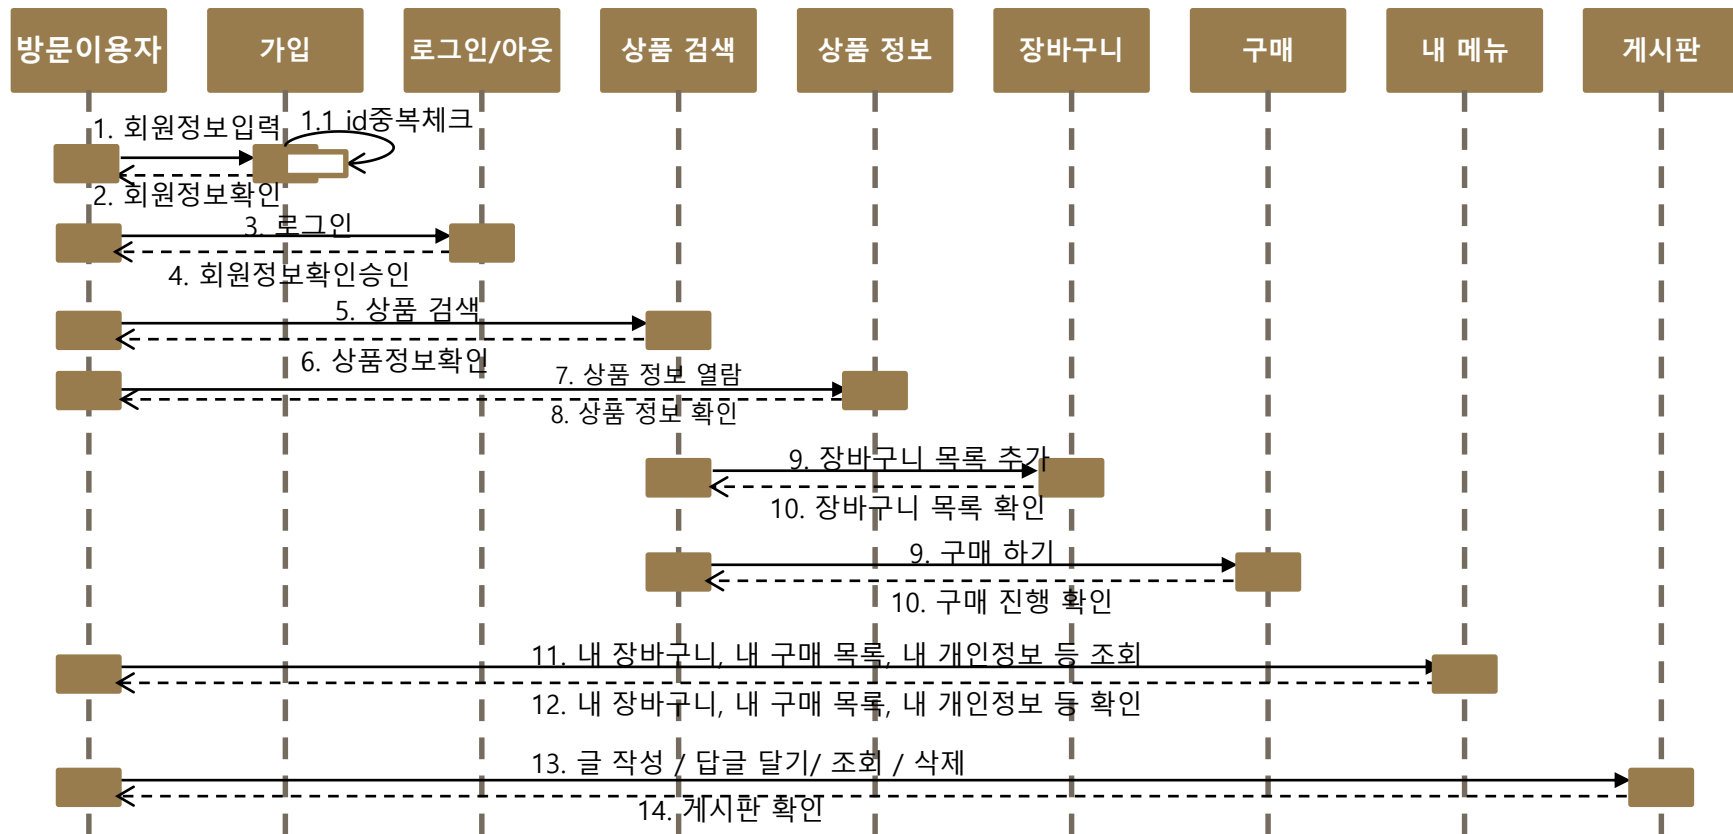 방문이용자
가입
로그인/아웃
상품 검색
상품 정보
장바구니
구매
내 메뉴
게시판
1. 회원정보입력
1.1 id중복체크
2. 회원정보확인
3. 로그인
4. 회원정보확인승인
5. 상품 검색
6. 상품정보확인
7. 상품 정보 열람
8. 상품 정보 확인
9. 장바구니 목록 추가
10. 장바구니 목록 확인
9. 구매 하기
10. 구매 진행 확인
11. 내 장바구니, 내 구매 목록, 내 개인정보 등 조회
12. 내 장바구니, 내 구매 목록, 내 개인정보 등 확인
13. 글 작성 / 답글 달기/ 조회 / 삭제
14. 게시판 확인